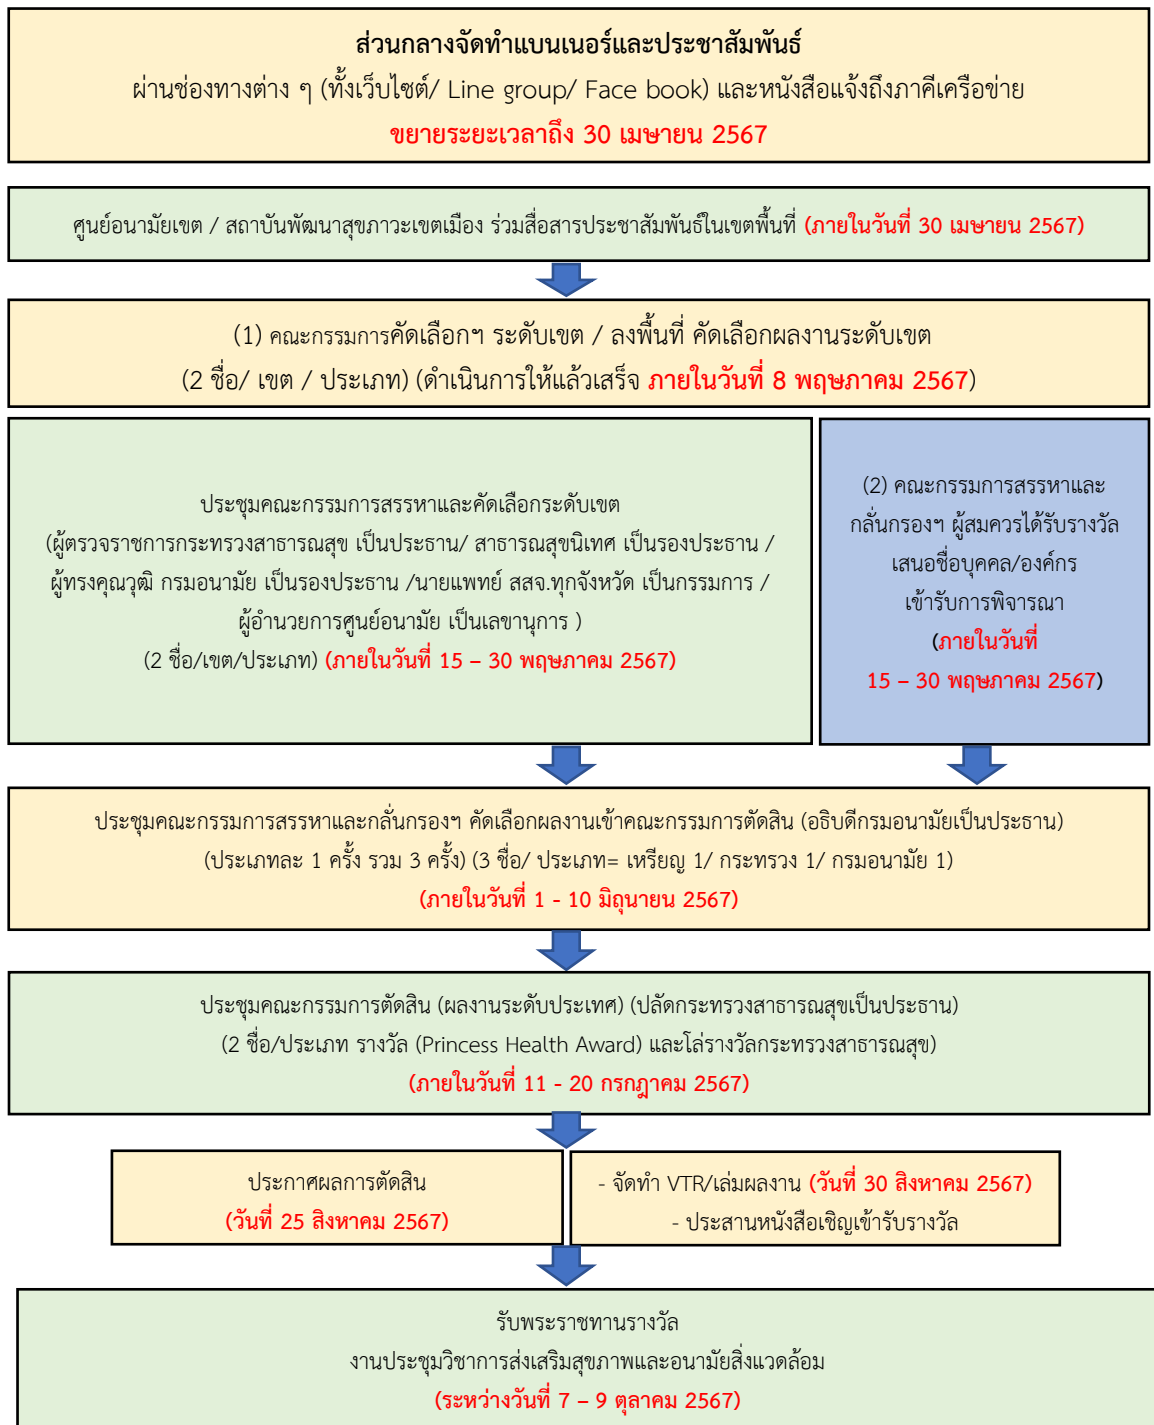 ส่วนกลางจัดทำแบนเนอร์และประชาสัมพันธ์
ผ่านช่องทางต่าง ๆ (ทั้งเว็บไซต์/ Line group/ Face book) และหนังสือแจ้งถึงภาคีเครือข่าย
ขยายระยะเวลาถึง 30 เมษายน 2567
ศูนย์อนามัยเขต / สถาบันพัฒนาสุขภาวะเขตเมือง ร่วมสื่อสารประชาสัมพันธ์ในเขตพื้นที่ (ภายในวันที่ 30 เมษายน 2567)
(1) คณะกรรมการคัดเลือกฯ ระดับเขต / ลงพื้นที่ คัดเลือกผลงานระดับเขต
(2 ชื่อ/ เขต / ประเภท) (ดำเนินการให้แล้วเสร็จ ภายในวันที่ 8 พฤษภาคม 2567)
ประชุมคณะกรรมการสรรหาและคัดเลือกระดับเขต
(ผู้ตรวจราชการกระทรวงสาธารณสุข เป็นประธาน/ สาธารณสุขนิเทศ เป็นรองประธาน /
ผู้ทรงคุณวุฒิ กรมอนามัย เป็นรองประธาน /นายแพทย์ สสจ.ทุกจังหวัด เป็นกรรมการ /
ผู้อำนวยการศูนย์อนามัย เป็นเลขานุการ )
(2 ชื่อ/เขต/ประเภท) (ภายในวันที่ 15 – 30 พฤษภาคม 2567)
(2) คณะกรรมการสรรหาและ
กลั่นกรองฯ ผู้สมควรได้รับรางวัล
เสนอชื่อบุคคล/องค์กร
เข้ารับการพิจารณา
(ภายในวันที่
15 – 30 พฤษภาคม 2567)
ประชุมคณะกรรมการสรรหาและกลั่นกรองฯ คัดเลือกผลงานเข้าคณะกรรมการตัดสิน (อธิบดีกรมอนามัยเป็นประธาน)
(ประเภทละ 1 ครั้ง รวม 3 ครั้ง) (3 ชื่อ/ ประเภท= เหรียญ 1/ กระทรวง 1/ กรมอนามัย 1)
(ภายในวันที่ 1 - 10 มิถุนายน 2567)
ประชุมคณะกรรมการตัดสิน (ผลงานระดับประเทศ) (ปลัดกระทรวงสาธารณสุขเป็นประธาน)
(2 ชื่อ/ประเภท รางวัล (Princess Health Award) และโล่รางวัลกระทรวงสาธารณสุข)
(ภายในวันที่ 11 - 20 กรกฎาคม 2567)
ประกาศผลการตัดสิน
(วันที่ 25 สิงหาคม 2567)
- จัดทำ VTR/เล่มผลงาน (วันที่ 30 สิงหาคม 2567)
- ประสานหนังสือเชิญเข้ารับรางวัล
รับพระราชทานรางวัล
งานประชุมวิชาการส่งเสริมสุขภาพและอนามัยสิ่งแวดล้อม
(ระหว่างวันที่ 7 – 9 ตุลาคม 2567)